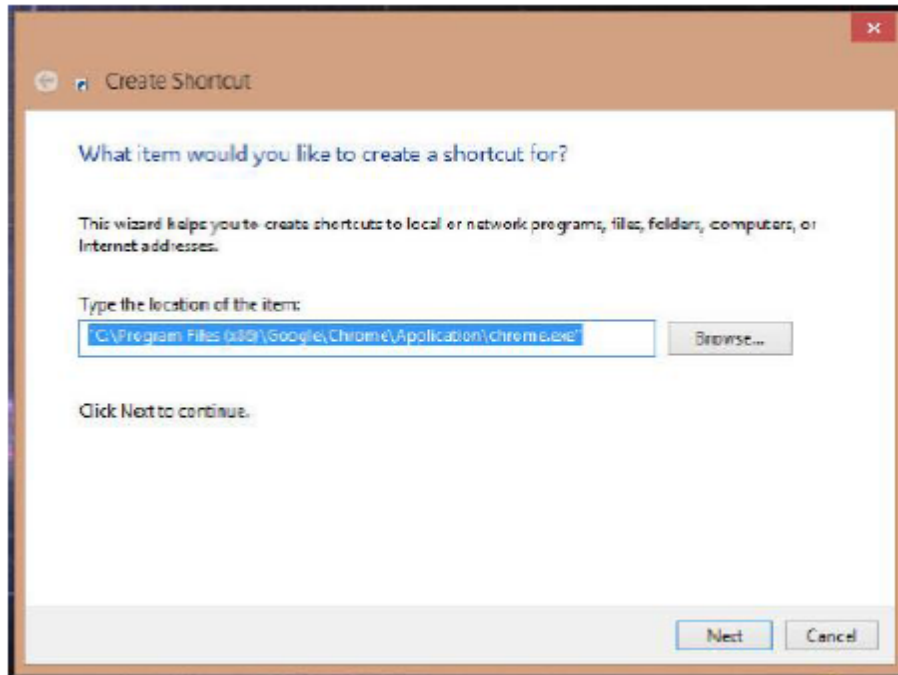 Create Shortcut
What item would you like to create a shortcut for?
This wizard helps you to create shortcuts to local or network programs, files, folders, computers, or
Internet addresses.
Type the location of the item:
"C:\Program Files (x86)\Google\Chrome\Application\chrome.exe"
Browse...
Click Next to continue.
Next
Cancel